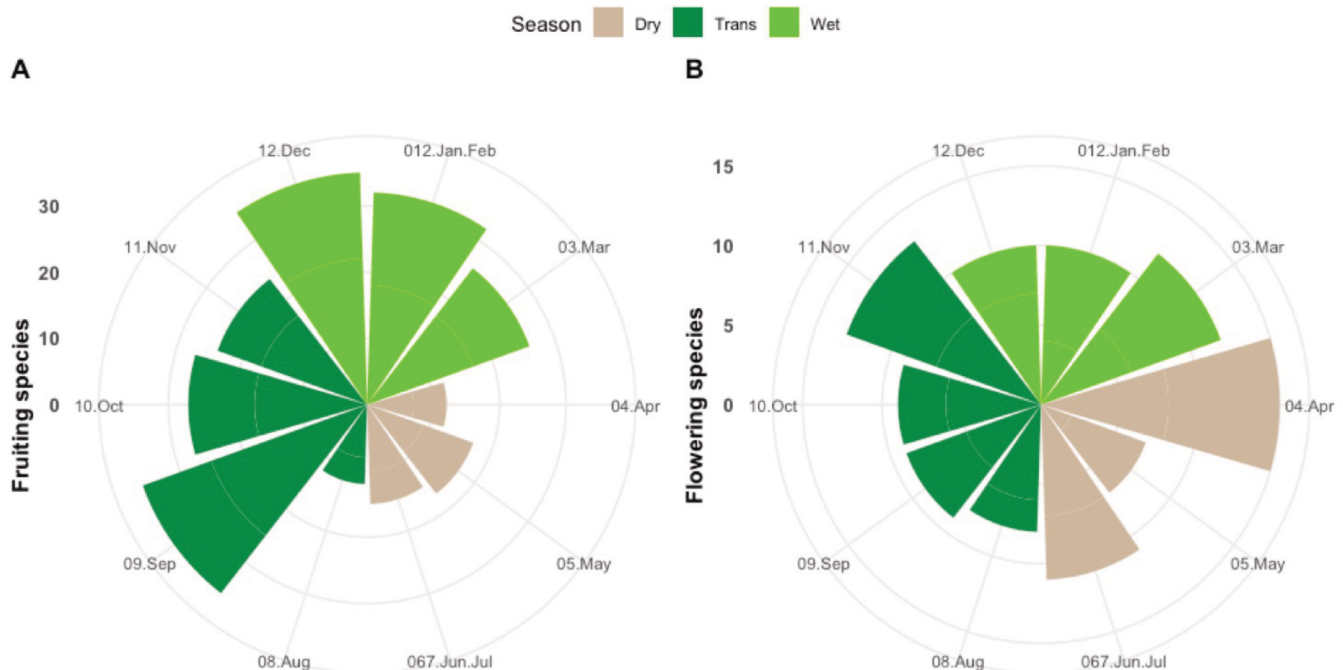 Season Dry Trans Wet
A
B
Fruiting species
0
10
20
30
012.Jan.Feb
03.Mar
04.Apr
05.May
067.Jun.Jul
08.Aug
09.Sep
10.Oct
11.Nov
12.Dec
Flowering species
0
5
10
15
012.Jan.Feb
03.Mar
04.Apr
05.May
067.Jun.Jul
08.Aug
09.Sep
10.Oct
11.Nov
12.Dec